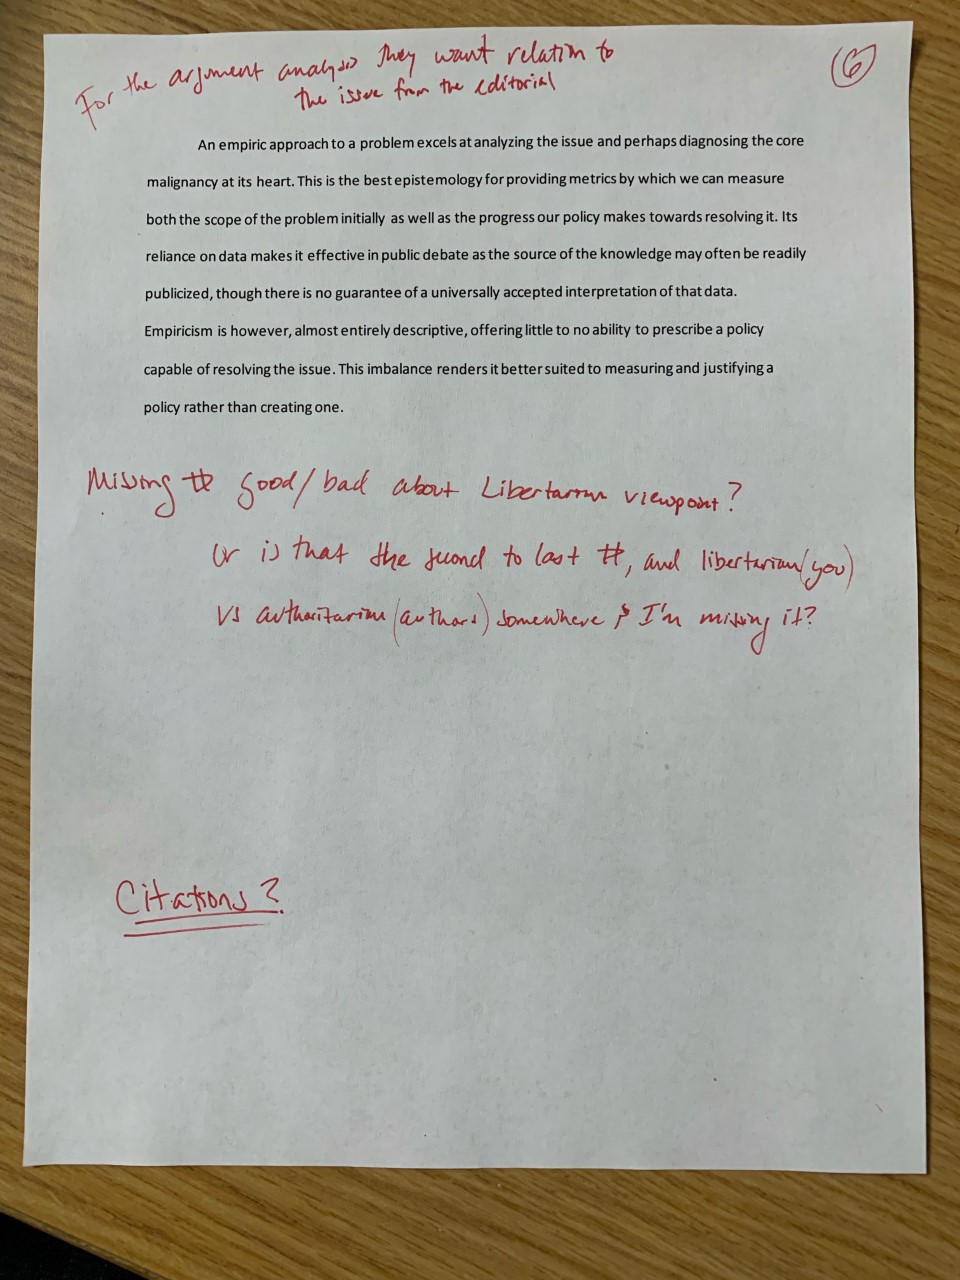 For the argument analysis they want relation to
the issue from the editorial
6
An empiric approach to a problem excels at analyzing the issue and perhaps diagnosing the core
malignancy at its heart. This is the best epistemology for providing metrics by which we can measure
both the scope of the problem initially as well as the progress our policy makes towards resolving it. Its
reliance on data makes it effective in public debate as the source of the knowledge may often be readily
publicized, though there is no guarantee of a universally accepted interpretation of that data.
Empiricism is however, almost entirely descriptive, offering little to no ability to prescribe a policy
capable of resolving the issue. This imbalance renders it better suited to measuring and justifying a
policy rather than creating one.
Missing # good/bad about Libertarian viewpoint?
Or is that the second to last #, and libertarian (you)
vs authoritarian (authors) somewhere & I'm missing it?
Citations?